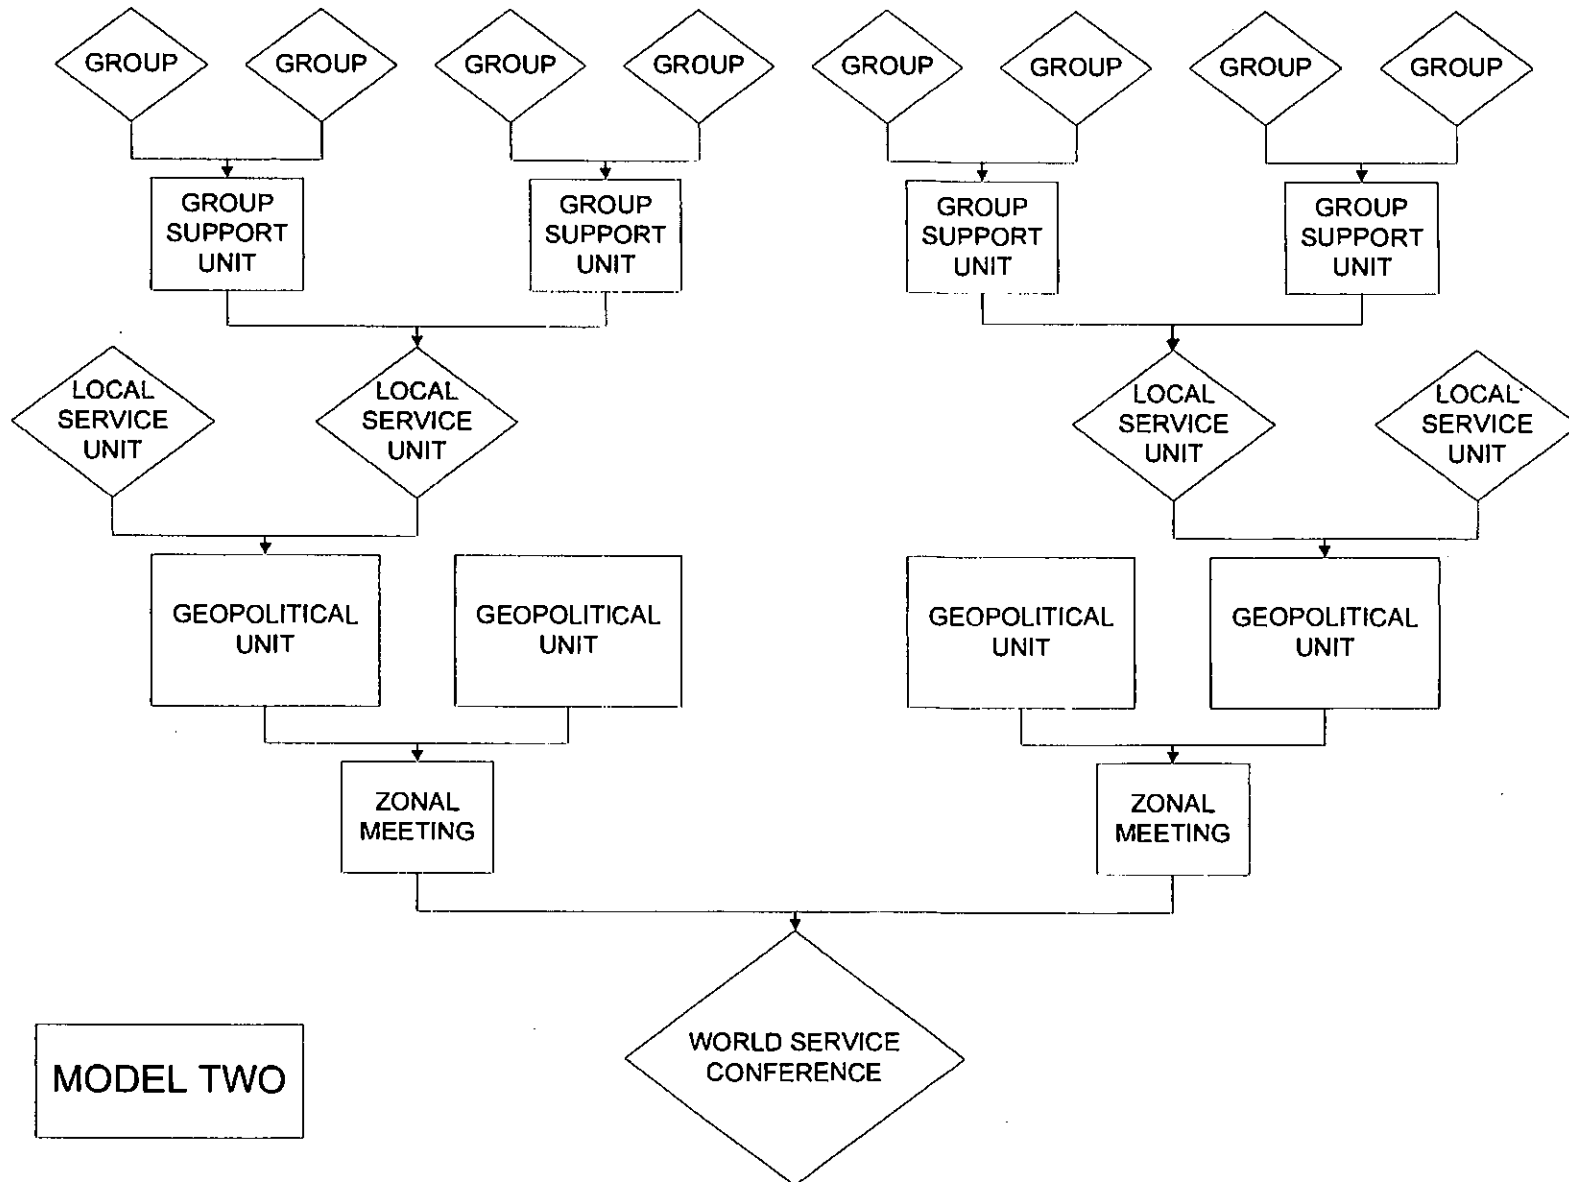 GROUP
GROUP
GROUP
GROUP
GROUP
GROUP
GROUP
GROUP
GROUP
SUPPORT
UNIT
GROUP
SUPPORT
UNIT
GROUP
SUPPORT
UNIT
GROUP
SUPPORT
UNIT
LOCAL
SERVICE
UNIT
LOCAL
SERVICE
UNIT
LOCAL
SERVICE
UNIT
LOCAL
SERVICE
UNIT
GEOPOLITICAL
UNIT
GEOPOLITICAL
UNIT
GEOPOLITICAL
UNIT
GEOPOLITICAL
UNIT
ZONAL
MEETING
ZONAL
MEETING
WORLD SERVICE
CONFERENCE
MODEL TWO